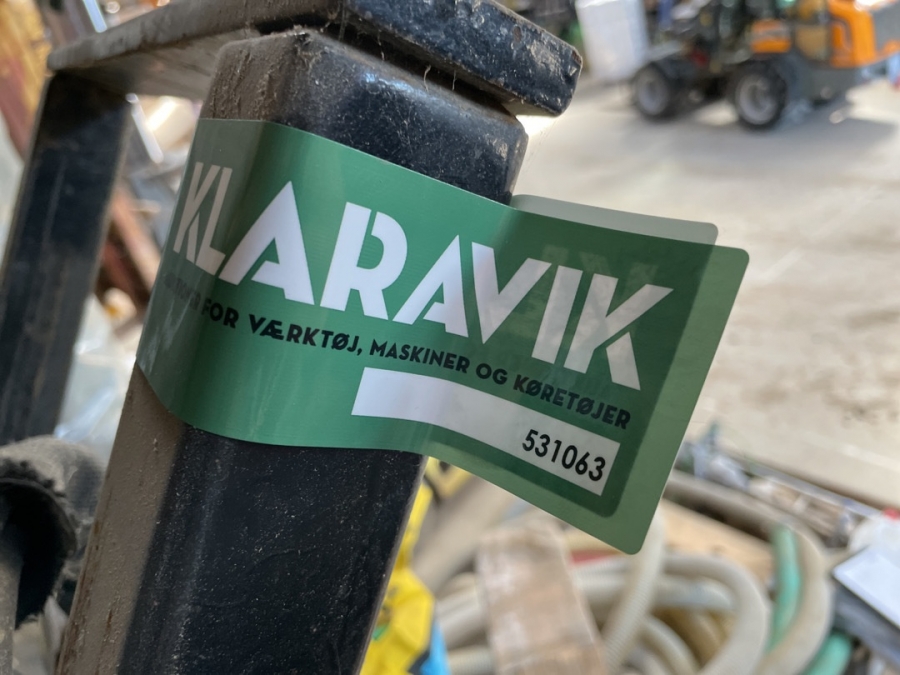 KLARAVIK
FOR VÆRKTØJ, MASKINER OG KØRETØJER
531063